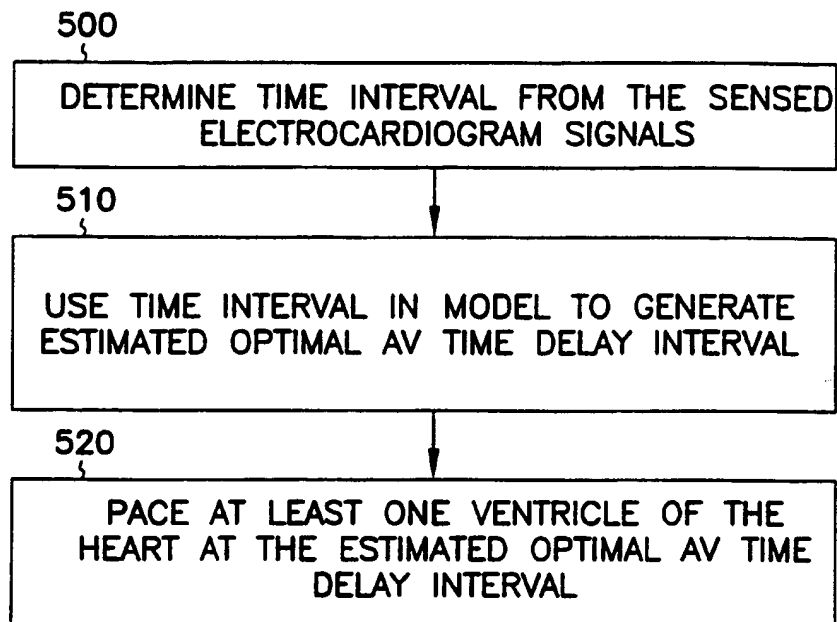 500
DETERMINE TIME INTERVAL FROM THE SENSED
ELECTROCARDIOGRAM SIGNALS
510
USE TIME INTERVAL IN MODEL TO GENERATE
ESTIMATED OPTIMAL AV TIME DELAY INTERVAL
520
PACE AT LEAST ONE VENTRICLE OF THE
HEART AT THE ESTIMATED OPTIMAL AV TIME
DELAY INTERVAL